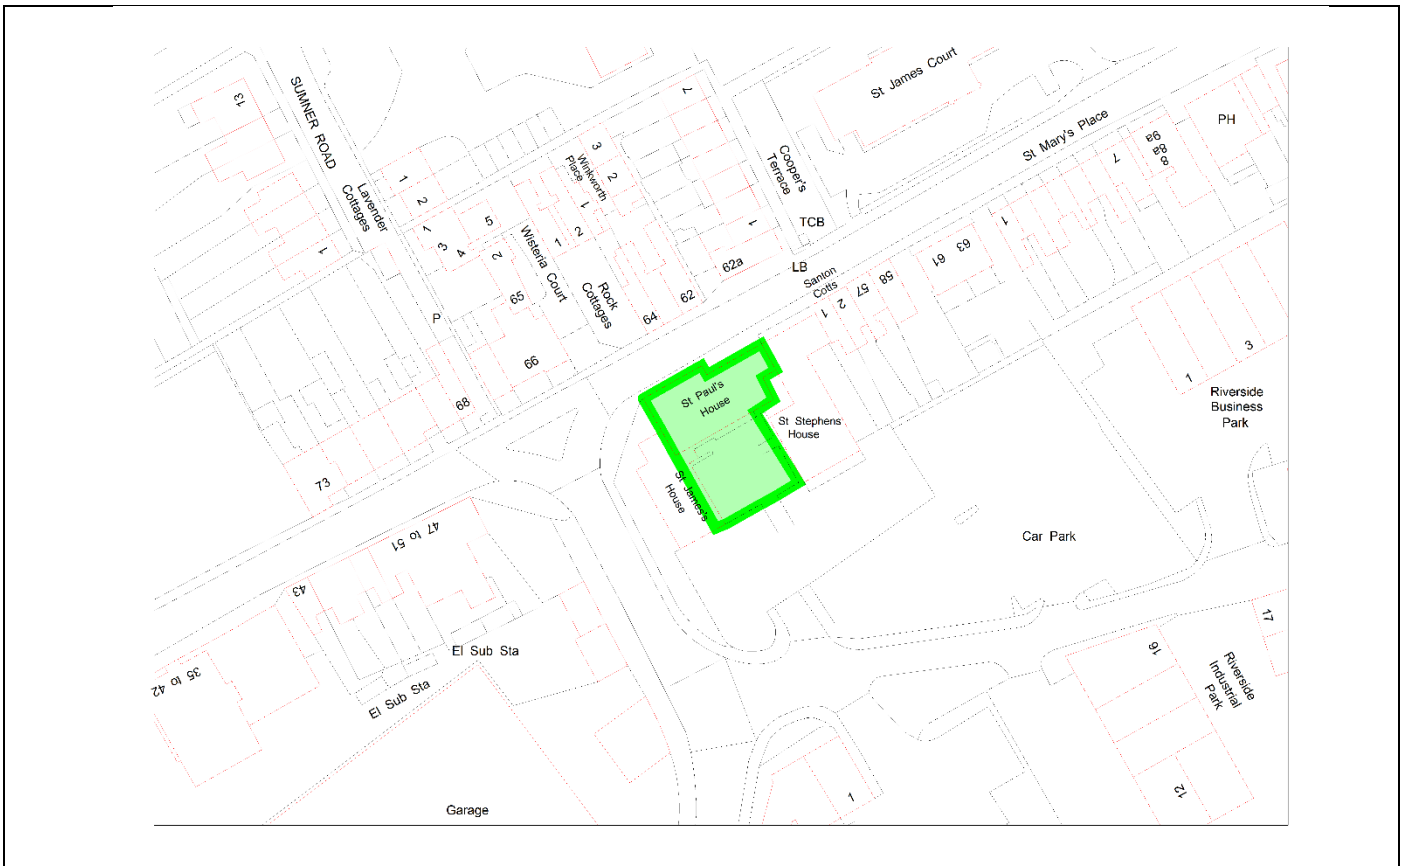 13
SUMNER ROAD
Lavender
Cottages
1
1
2
1
3
4
5
2
65
66
68
P
73
Wisteria Court
Rock
Cottages
1
2
Winkworth
Place
3
2
1
64
62
62a
7
1
Cooper's
Terrace
TCB
LB
St James Court
St Mary's Place
PH
9a
8a
8
7
1
63
61
58
57
2
1
Santon
Cotts
St Paul's
House
St Stephens
House
St James's
House
1
3
Riverside
Business
Park
Car Park
47 to 51
43
35 to 42
El Sub Sta
El Sub Sta
Garage
1
16
17
12
Riverside
Industrial
Park